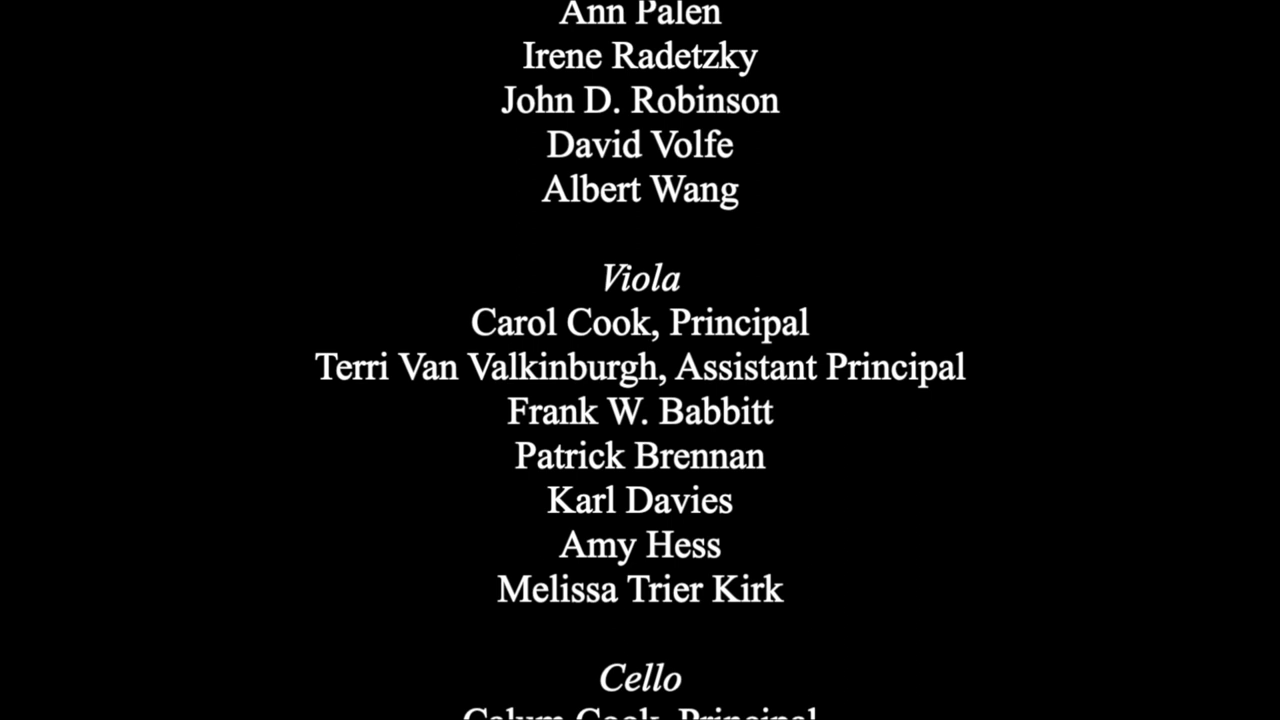 Ann Palen
Irene Radetzky
John D. Robinson
David Volfe
Albert Wang
Viola
Carol Cook, Principal
Terri Van Valkinburgh, Assistant Principal
Frank W. Babbitt
Patrick Brennan
Karl Davies
Amy Hess
Melissa Trier Kirk
Cello
Calum Cook, Principal